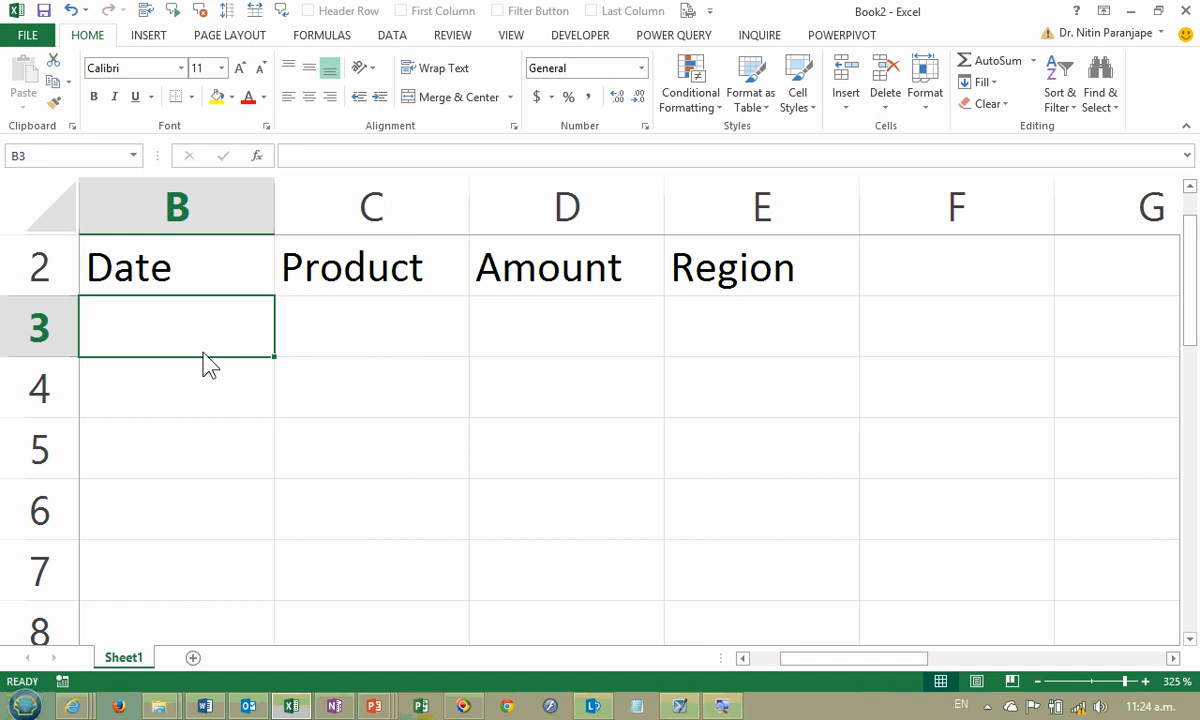 Header Row First Column Filter Button Last Column Book2 - Excel ?
FILE HOME INSERT PAGE LAYOUT FORMULAS DATA REVIEW VIEW DEVELOPER POWER QUERY INQUIRE POWERPIVOT Dr. Nitin Paranjape
Calibri 11 Wrap Text General AutoSum
Fill
Paste B I U A Merge & Center $ % , Conditional Format as Cell Insert Delete Format Clear Sort & Find &
Formatting Table Styles Filter Select
Clipboard Font Alignment Number Styles Cells Editing
B3 fx
B C D E F G
2 Date Product Amount Region
3
4
5
6
7
8
Sheet1
READY 325 %
EN 11:24 a.m.